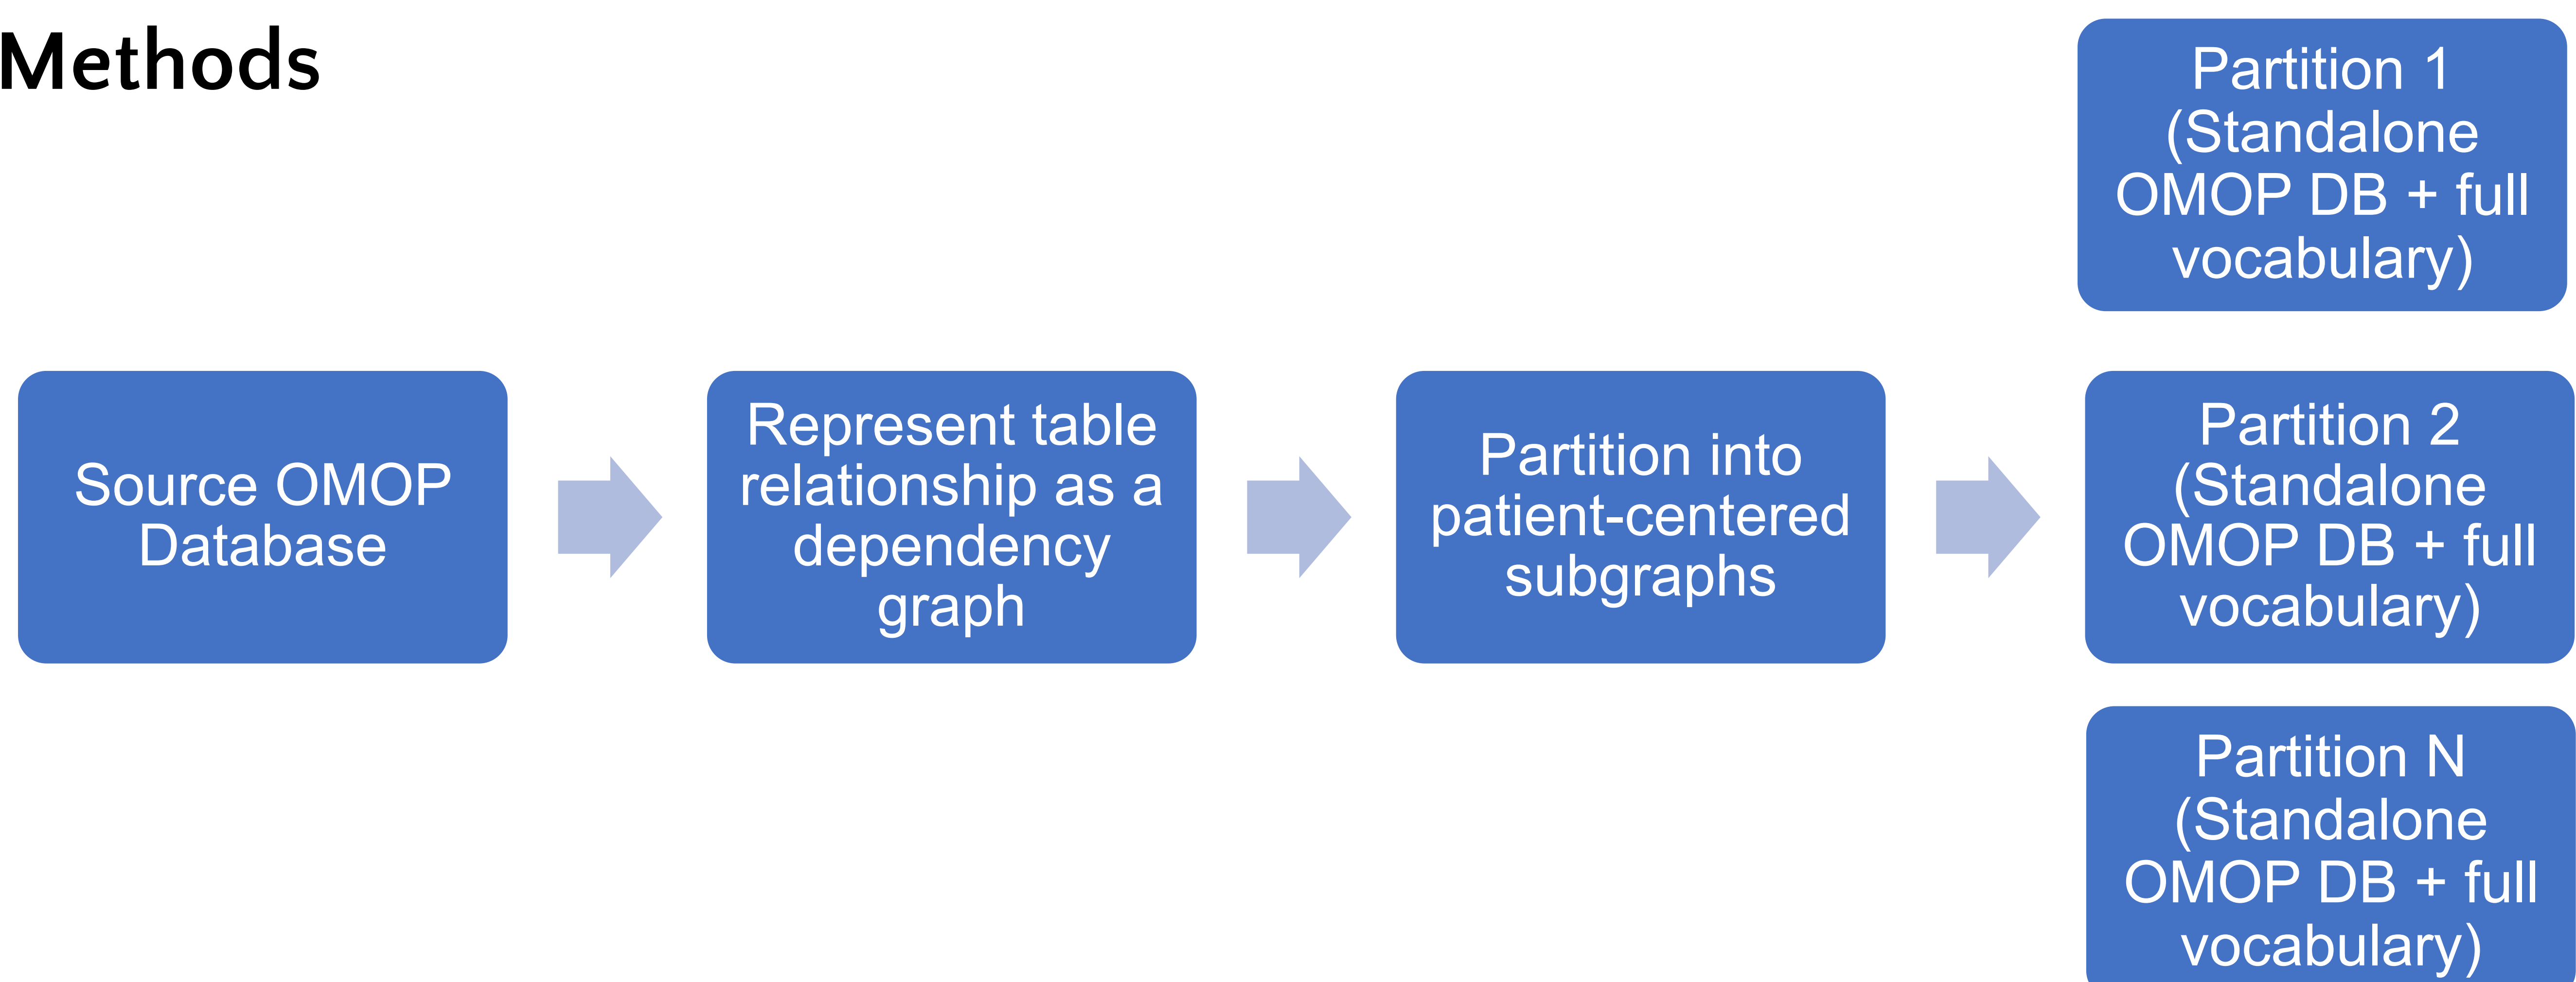 Methods
Source OMOP
Database
Represent table
relationship as a
dependency
graph
Partition into
patient-centered
subgraphs
Partition 1
(Standalone
OMOP DB + full
vocabulary)
Partition 2
(Standalone
OMOP DB + full
vocabulary)
Partition N
(Standalone
OMOP DB + full
vocabulary)